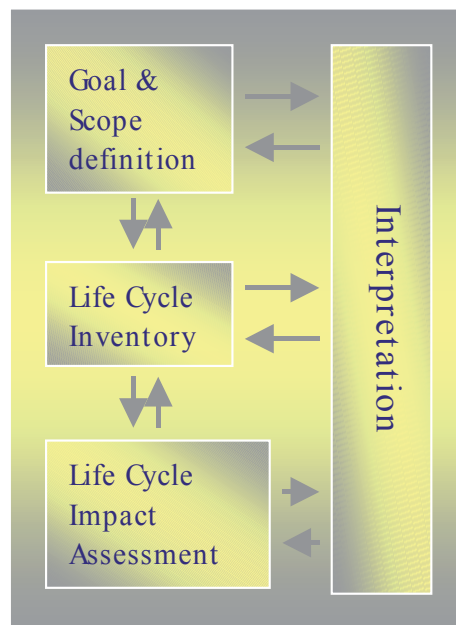 Goal &
Scope
definition
Life Cycle
Inventory
Life Cycle
Impact
Assessment
Interpretation